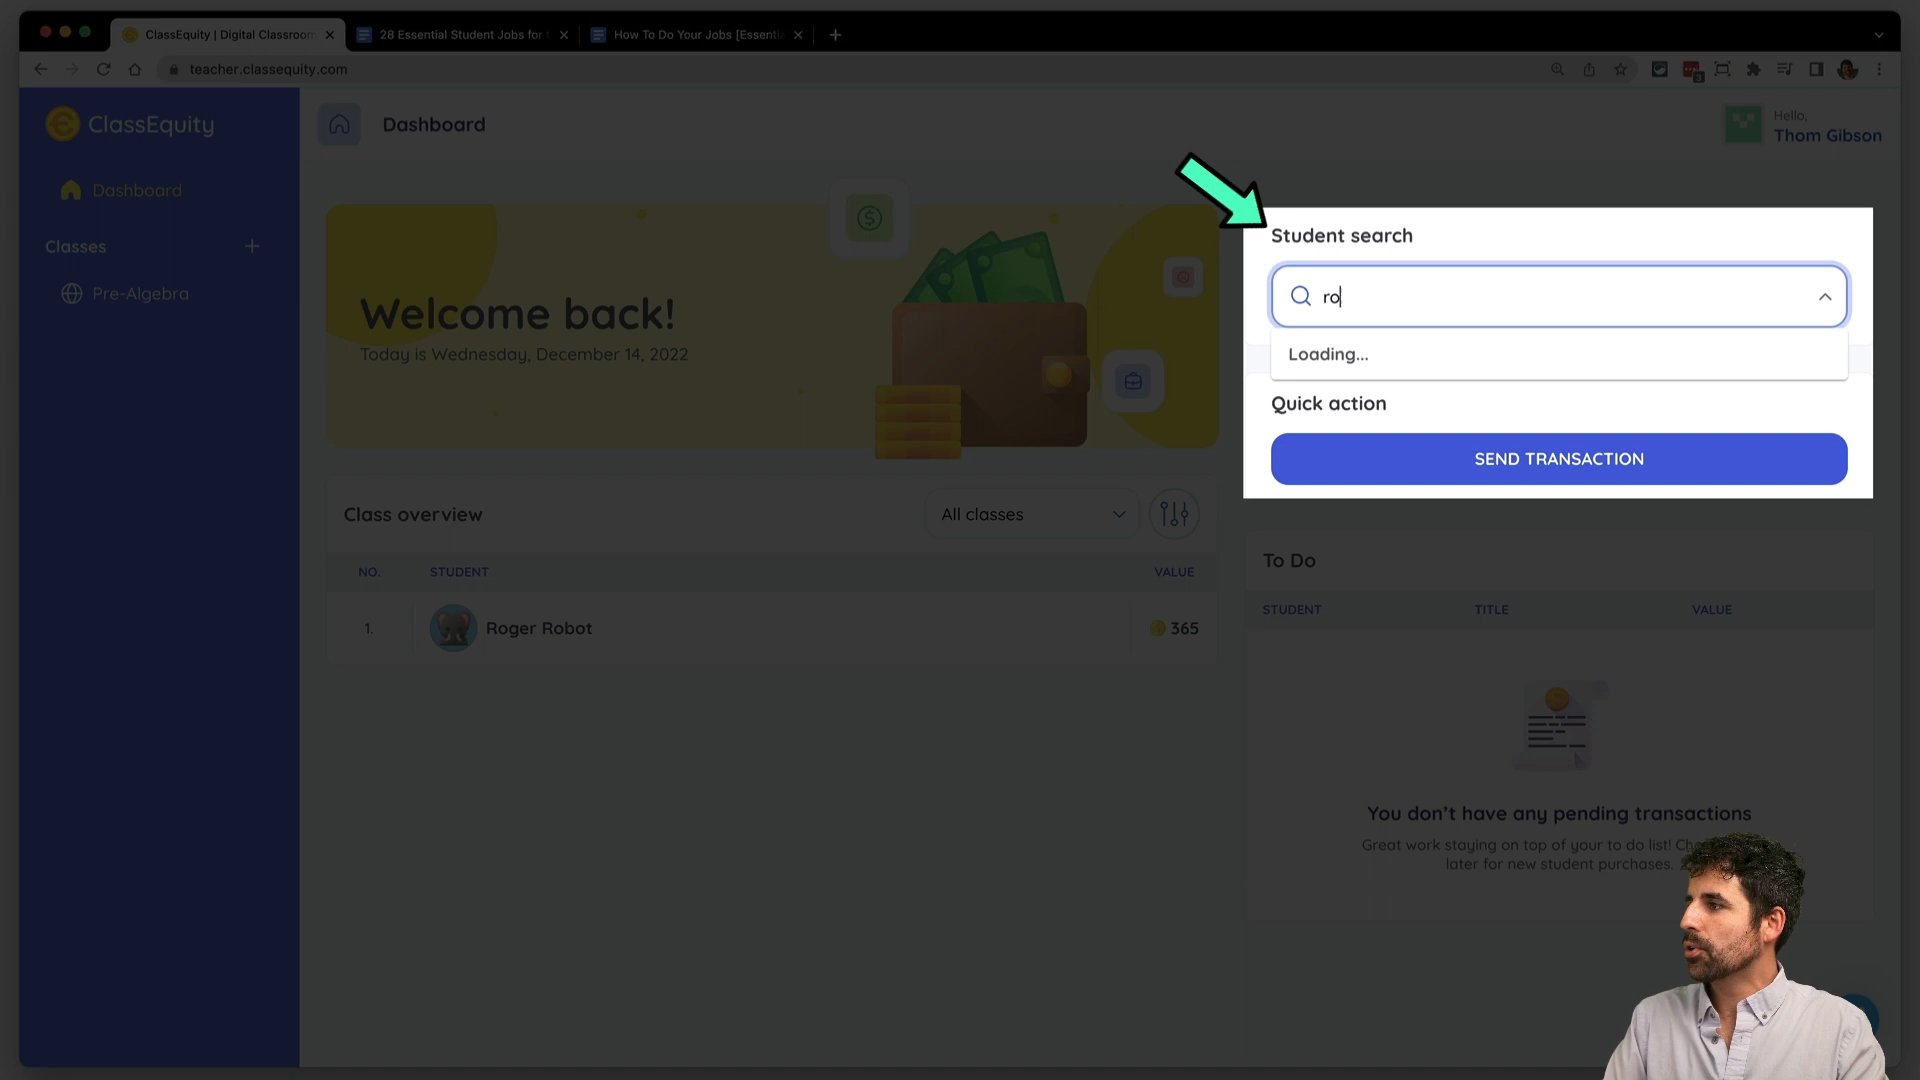 ClassEquity | Digital Classroom
28 Essential Student Jobs for
How To Do Your Jobs [Essentia
teacher.classequity.com
3
ClassEquity
Dashboard
Hello,
Thom Gibson
Dashboard
Classes
Pre-Algebra
Welcome back!
Today is Wednesday, December 14, 2022
Student search
ro
Loading...
Quick action
SEND TRANSACTION
Class overview
All classes
NO. STUDENT VALUE
1. Roger Robot 365
To Do
STUDENT TITLE VALUE
You don't have any pending transactions
Great work staying on top of your to do list!
later for new student purchases.